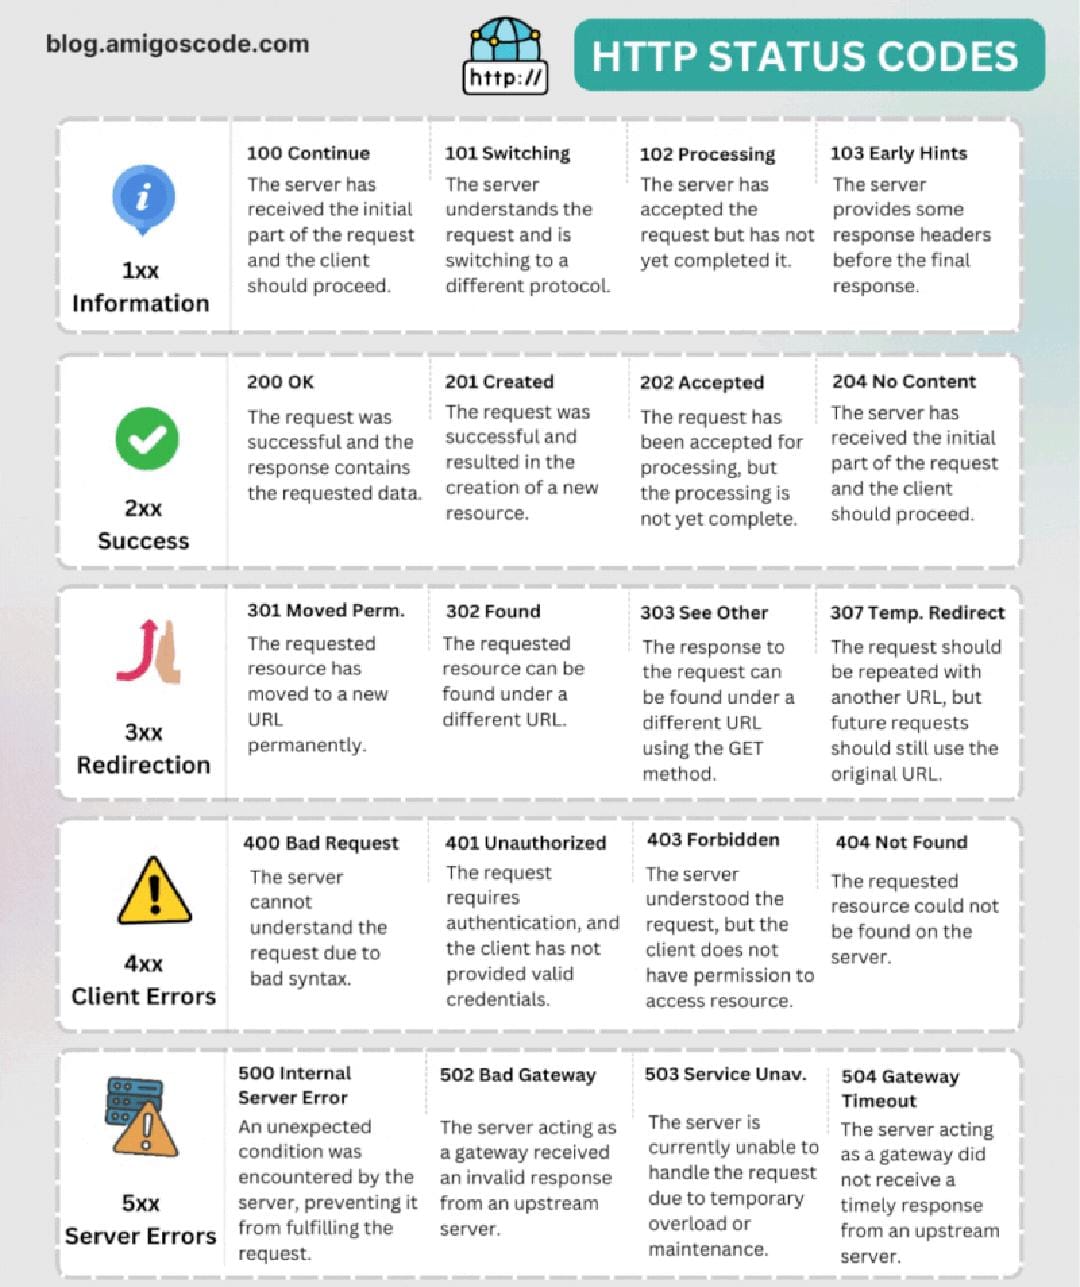 blog.amigoscode.com
http://
HTTP STATUS CODES
i
1xx
Information
100 Continue
The server has
received the initial
part of the request
and the client
should proceed.
101 Switching
The server
understands the
request and is
switching to a
different protocol.
102 Processing
The server has
accepted the
request but has not
yet completed it.
103 Early Hints
The server
provides some
response headers
before the final
response.
2xx
Success
200 OK
The request was
successful and the
response contains
the requested data.
201 Created
The request was
successful and
resulted in the
creation of a new
resource.
202 Accepted
The request has
been accepted for
processing, but
the processing is
not yet complete.
204 No Content
The server has
received the initial
part of the request
and the client
should proceed.
3xx
Redirection
301 Moved Perm.
The requested
resource has
moved to a new
URL
permanently.
302 Found
The requested
resource can be
found under a
different URL.
303 See Other
The response to
the request can
be found under a
different URL
using the GET
method.
307 Temp. Redirect
The request should
be repeated with
another URL, but
future requests
should still use the
original URL.
4xx
Client Errors
400 Bad Request
The server
cannot
understand the
request due to
bad syntax.
401 Unauthorized
The request
requires
authentication, and
the client has not
provided valid
credentials.
403 Forbidden
The server
understood the
request, but the
client does not
have permission to
access resource.
404 Not Found
The requested
resource could not
be found on the
server.
5xx
Server Errors
500 Internal
Server Error
An unexpected
condition was
encountered by the
server, preventing it
from fulfilling the
request.
502 Bad Gateway
The server acting as
a gateway received
an invalid response
from an upstream
server.
503 Service Unav.
The server is
currently unable to
handle the request
due to temporary
overload or
maintenance.
504 Gateway
Timeout
The server acting
as a gateway did
not receive a
timely response
from an upstream
server.